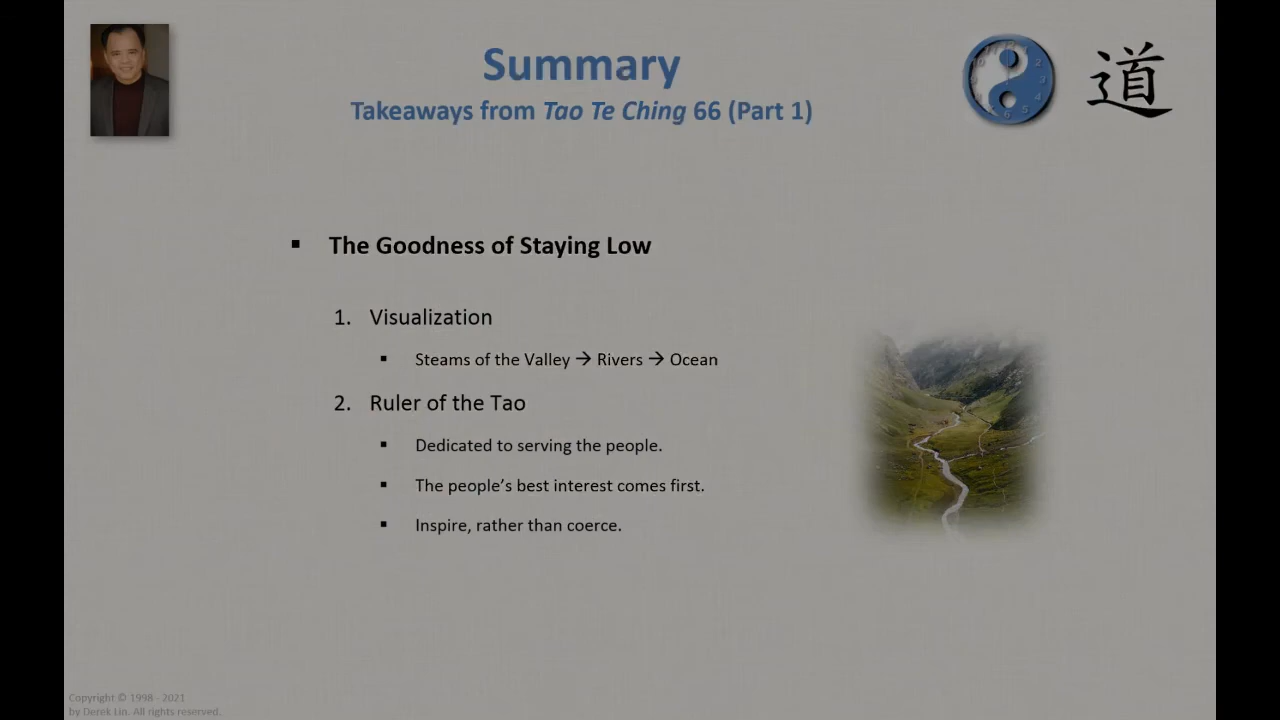 Summary
Takeaways from Tao Te Ching 66 (Part 1)
道
▪ The Goodness of Staying Low
1. Visualization
▪ Steams of the Valley → Rivers → Ocean
2. Ruler of the Tao
▪ Dedicated to serving the people.
▪ The people's best interest comes first.
▪ Inspire, rather than coerce.
Copyright © 1998 - 2021
by Derek Lin. All rights reserved.